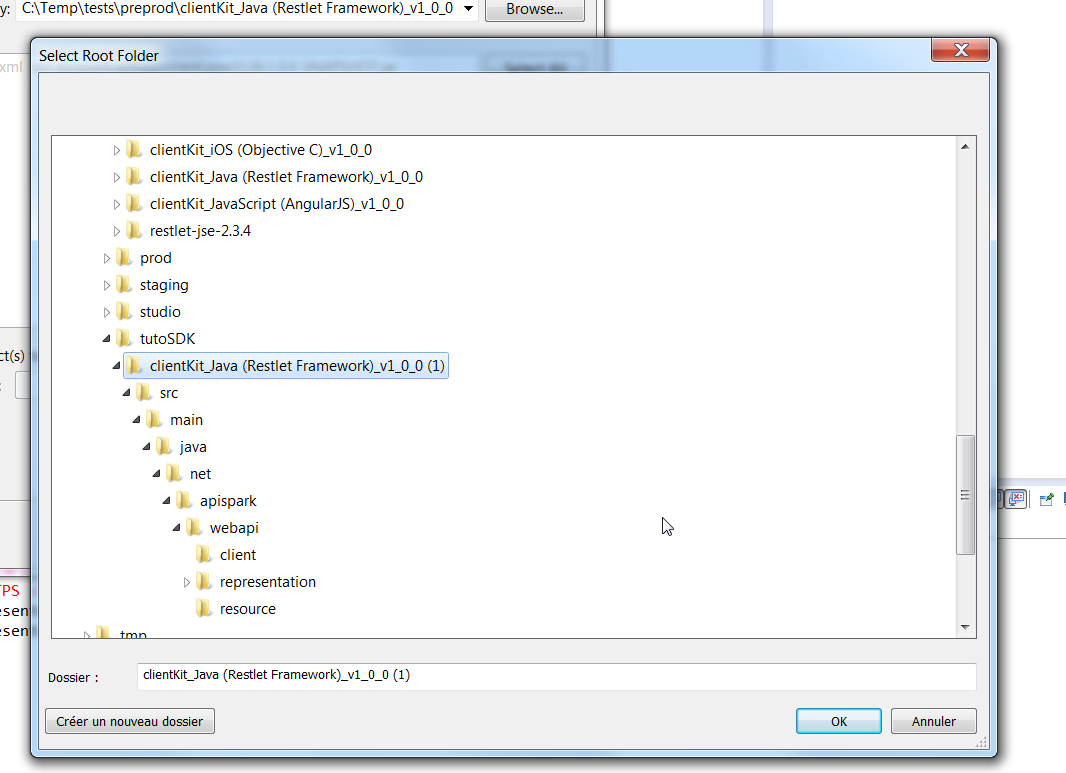 y: C:\Temp\tests\preprod\clientKit_Java (Restlet Framework)_v1_0_0 Browse...
Select Root Folder
xml
clientKit_iOS (Objective C)_v1_0_0
clientKit_Java (Restlet Framework)_v1_0_0
clientKit_JavaScript (AngularJS)_v1_0_0
restlet-jse-2.3.4
prod
staging
studio
tutoSDK
ct(s)
clientKit_Java (Restlet Framework)_v1_0_0 (1)
src
main
java
net
apispark
webapi
client
representation
resource
TPS
esen
esen
tmp
Dossier : clientKit_Java (Restlet Framework)_v1_0_0 (1)
Créer un nouveau dossier OK Annuler